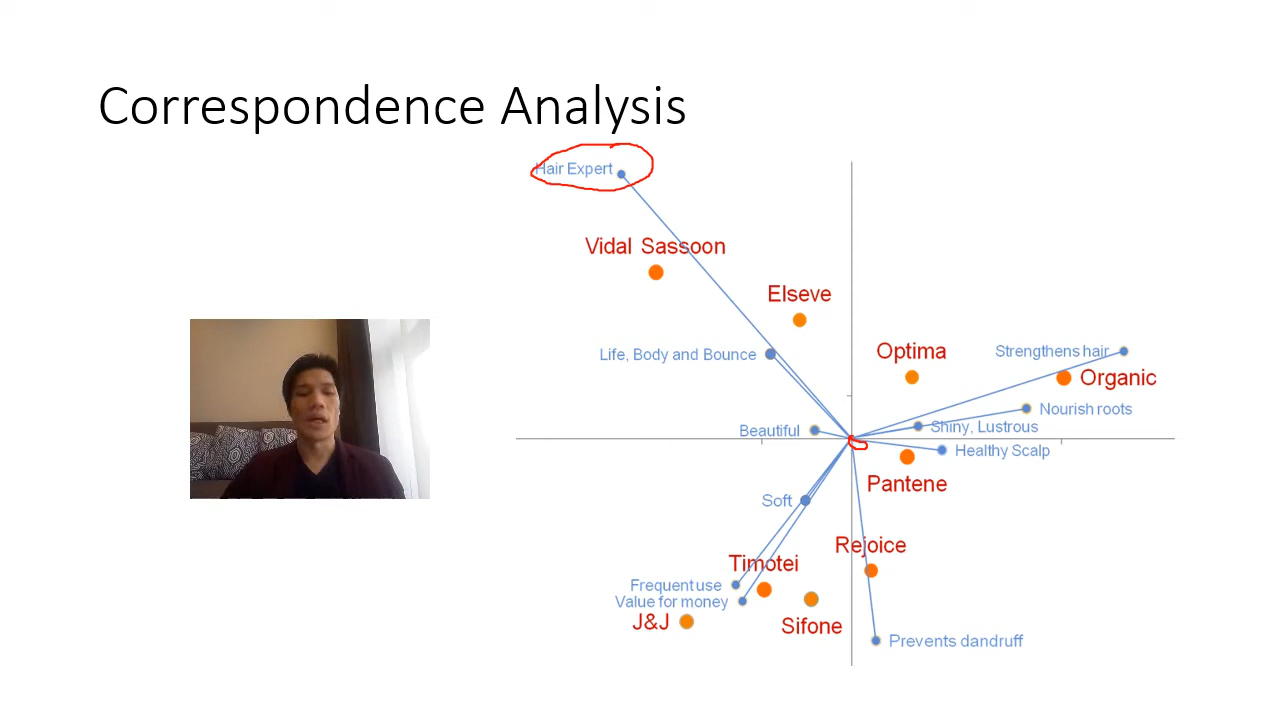 Correspondence Analysis
Hair Expert
Vidal Sassoon
Elseve
Life, Body and Bounce
Optima
Strengthens hair
Organic
Nourish roots
Beautiful
Shiny, Lustrous
Healthy Scalp
Pantene
Soft
Rejoice
Timotei
Frequent use
Value for money
J&J
Sifone
Prevents dandruff